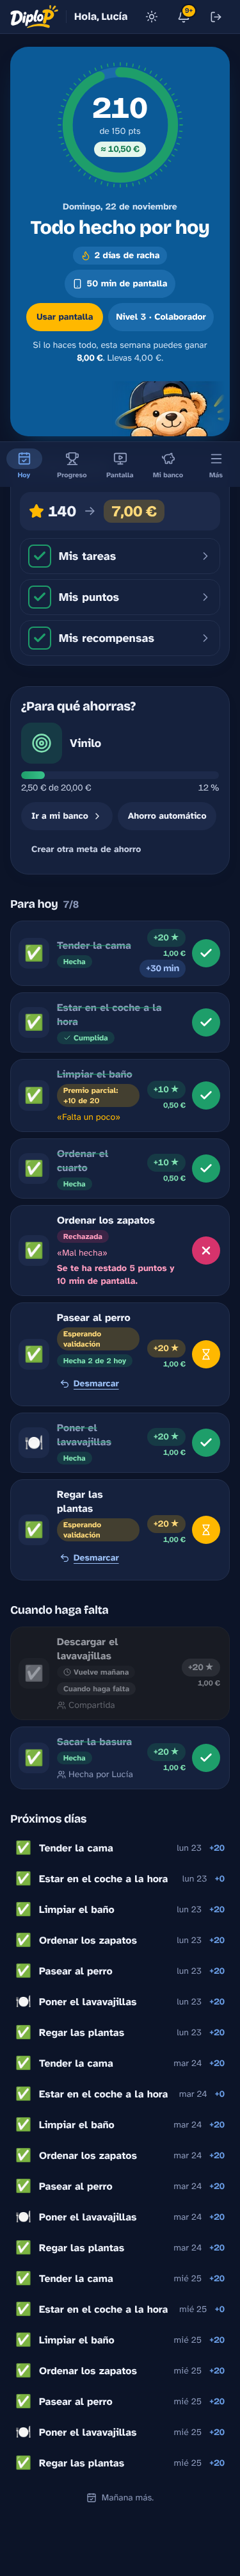 DiploP
Hola, Lucía
9+
210
de 150 pts
≈ 10,50 €
Domingo, 22 de noviembre
Todo hecho por hoy
2 días de racha
50 min de pantalla
Usar pantalla
Nivel 3 · Colaborador
Si lo haces todo, esta semana puedes ganar
8,00 €. Llevas 4,00 €.
Hoy
Progreso
Pantalla
Mi banco
Más
140 → 7,00 €
Mis tareas
Mis puntos
Mis recompensas
¿Para qué ahorras?
Vinilo
2,50 € de 20,00 €
12 %
Ir a mi banco
Ahorro automático
Crear otra meta de ahorro
Para hoy 7/8
Tender la cama
Hecha
+20 ★
1,00 €
+30 min
Estar en el coche a la
hora
Cumplida
Limpiar el baño
Premio parcial:
+10 de 20
«Falta un poco»
+10 ★
0,50 €
Ordenar el
cuarto
Hecha
+10 ★
0,50 €
Ordenar los zapatos
Rechazada
«Mal hecha»
Se te ha restado 5 puntos y
10 min de pantalla.
Pasear al perro
Esperando
validación
Hecha 2 de 2 hoy
Desmarcar
+20 ★
1,00 €
Poner el
lavavajillas
Hecha
+20 ★
1,00 €
Regar las
plantas
Esperando
validación
Desmarcar
+20 ★
1,00 €
Cuando haga falta
Descargar el
lavavajillas
Vuelve mañana
Cuando haga falta
Compartida
+20 ★
1,00 €
Sacar la basura
Hecha
Hecha por Lucía
+20 ★
1,00 €
Próximos días
Tender la cama lun 23 +20
Estar en el coche a la hora lun 23 +0
Limpiar el baño lun 23 +20
Ordenar los zapatos lun 23 +20
Pasear al perro lun 23 +20
Poner el lavavajillas lun 23 +20
Regar las plantas lun 23 +20
Tender la cama mar 24 +20
Estar en el coche a la hora mar 24 +0
Limpiar el baño mar 24 +20
Ordenar los zapatos mar 24 +20
Pasear al perro mar 24 +20
Poner el lavavajillas mar 24 +20
Regar las plantas mar 24 +20
Tender la cama mié 25 +20
Estar en el coche a la hora mié 25 +0
Limpiar el baño mié 25 +20
Ordenar los zapatos mié 25 +20
Pasear al perro mié 25 +20
Poner el lavavajillas mié 25 +20
Regar las plantas mié 25 +20
Mañana más.